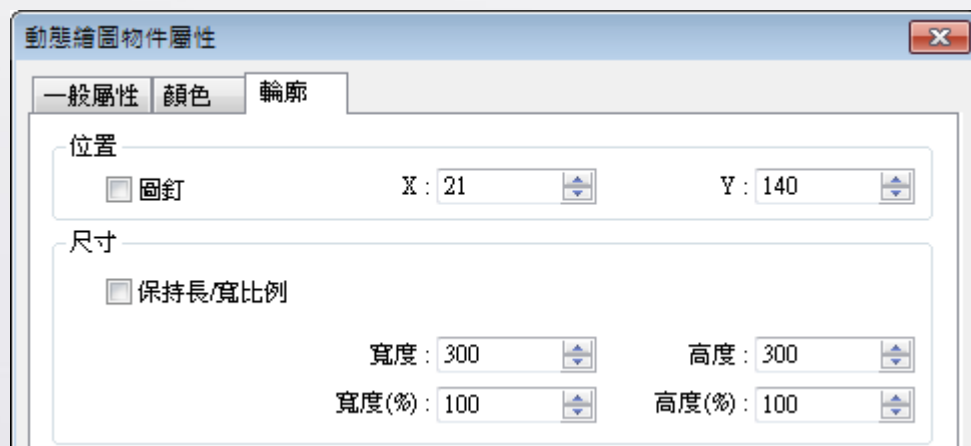 動態繪圖物件屬性
一般屬性 顏色 輪廓
位置
圖釘 X : 21 Y : 140
尺寸
保持長/寬比例
寬度 : 300 高度 : 300
寬度(%) : 100 高度(%) : 100